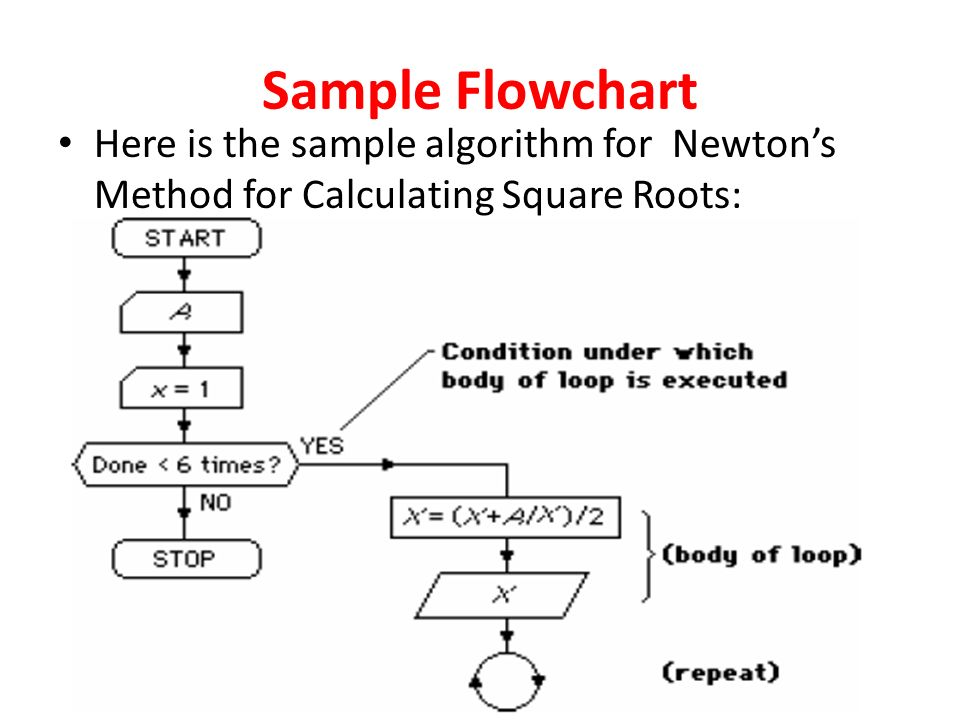 Sample Flowchart
• Here is the sample algorithm for Newton’s
Method for Calculating Square Roots:
START
A
x = 1
Condition under which
body of loop is executed
Done < 6 times?
YES
NO
STOP
X = (X+A/X)/2
(body of loop)
X
(repeat)